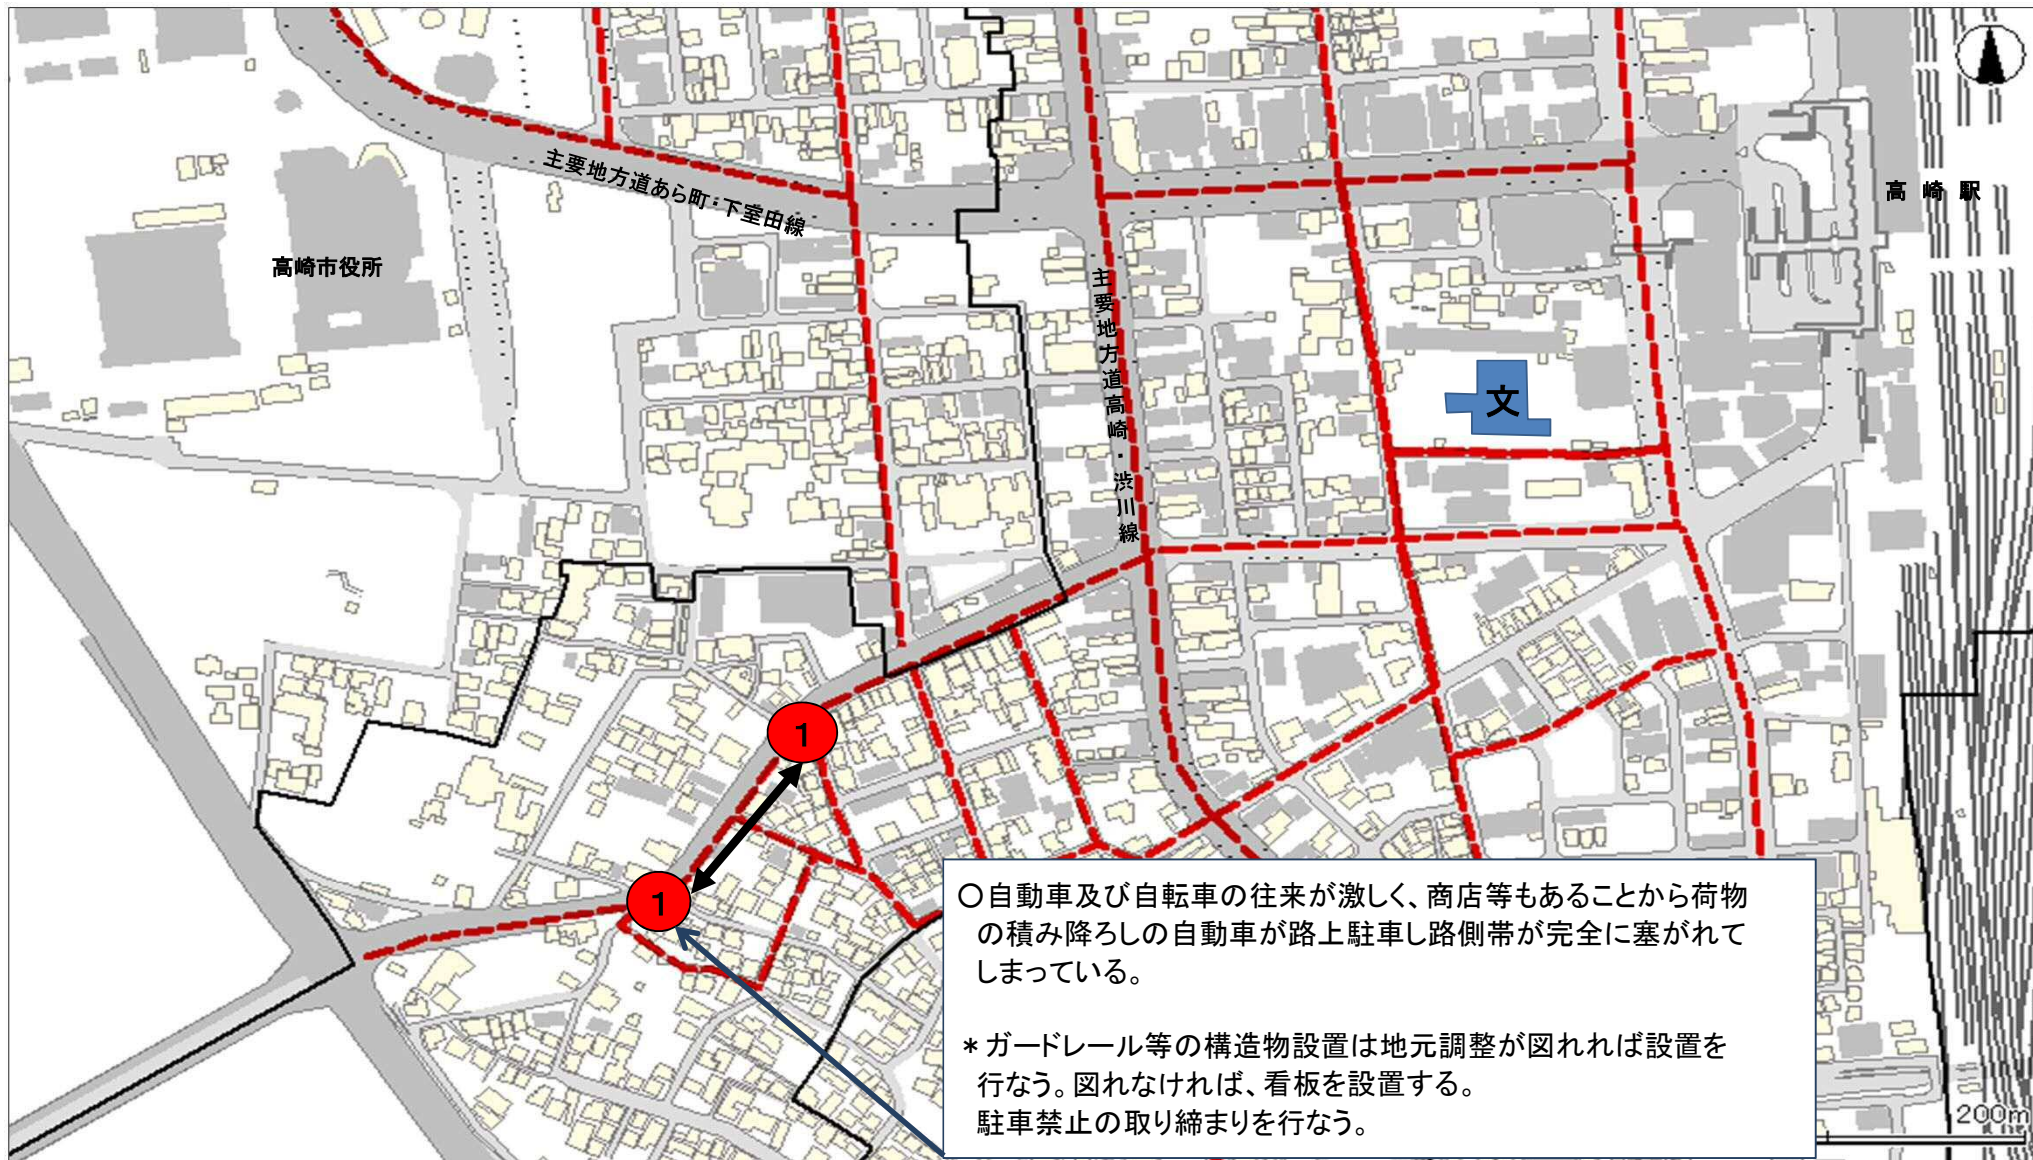 主要地方道あら町・下室田線
高崎駅
高崎市役所
主要地方道高崎・渋川線
文
1
1
〇自動車及び自転車の往来が激しく、商店等もあることから荷物
の積み降ろしの自動車が路上駐車し路側帯が完全に塞がれて
しまっている。
*ガードレール等の構造物設置は地元調整が図れれば設置を
行なう。図れなければ、看板を設置する。
駐車禁止の取り締まりを行なう。
200m